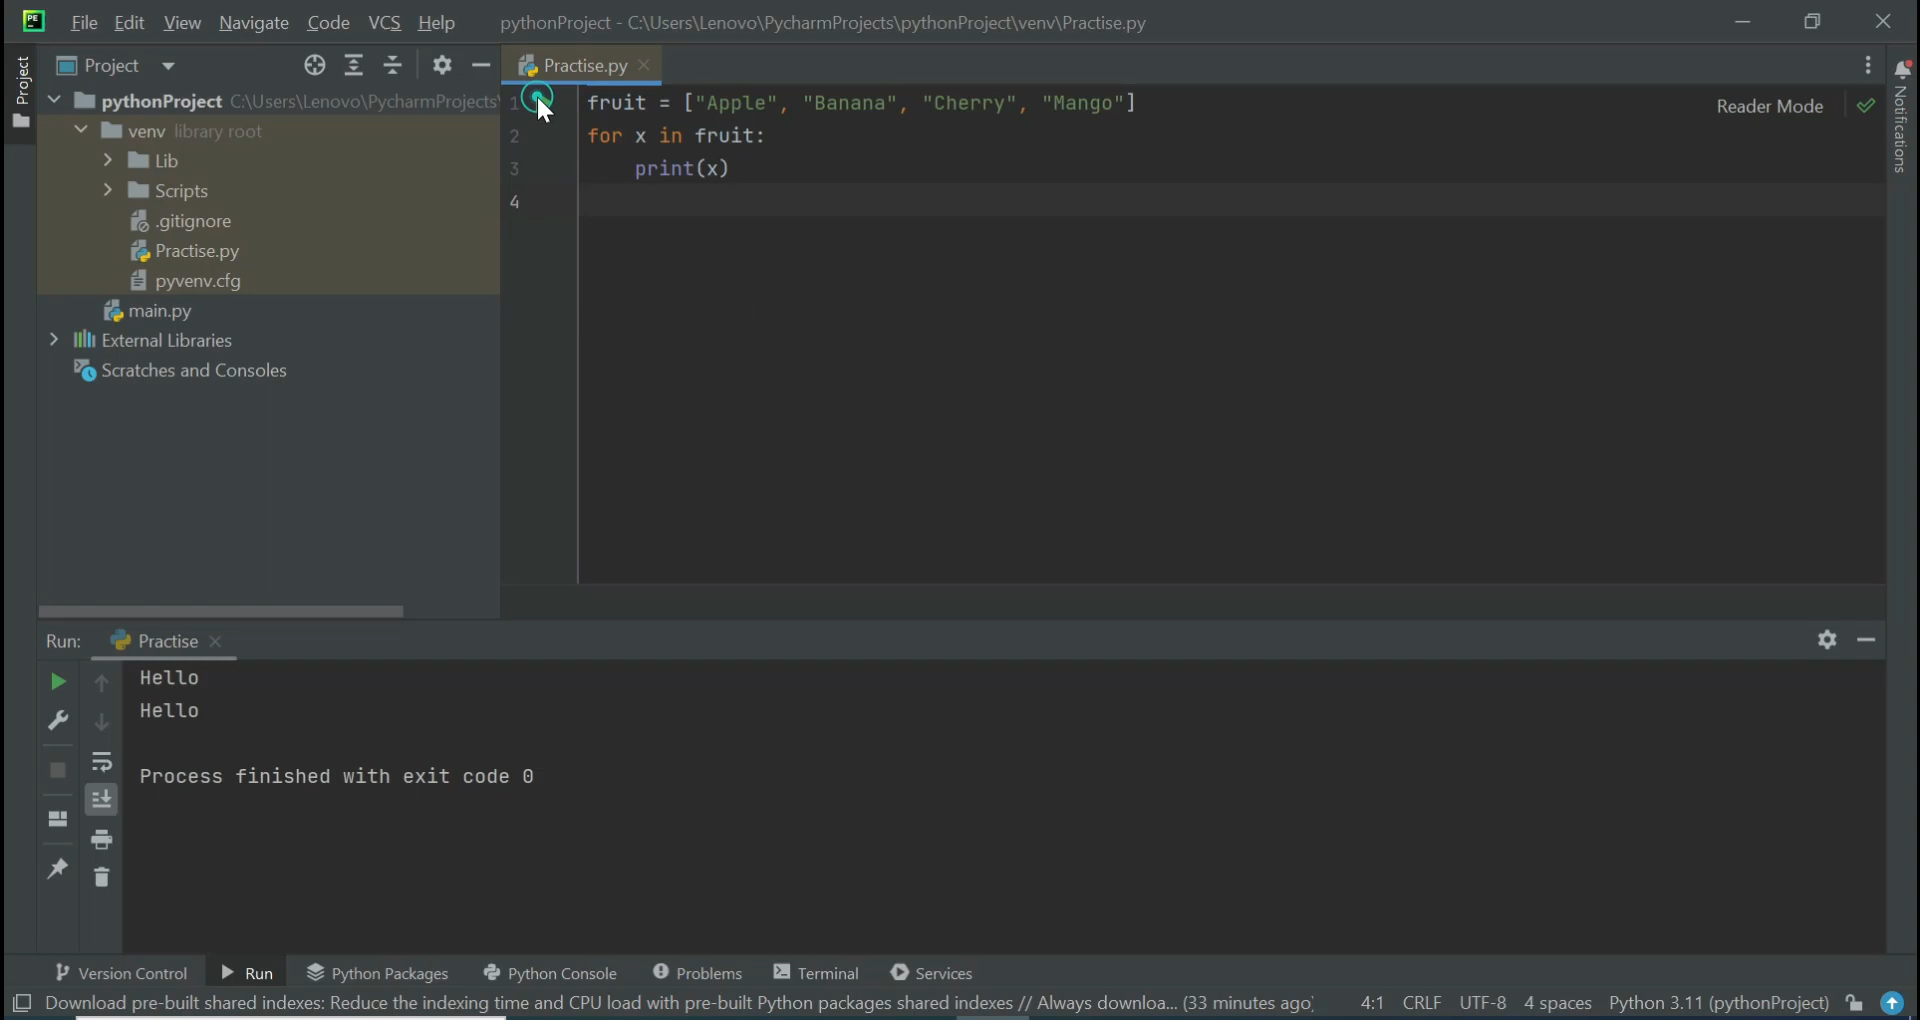 PE File Edit View Navigate Code VCS Help pythonProject - C:\Users\Lenovo\PycharmProjects\pythonProject\venv\Practise.py
Project
Project
Practise.py
pythonProject C:\Users\Lenovo\PycharmProjects\
venv library root
Lib
Scripts
.gitignore
Practise.py
pyvenv.cfg
main.py
External Libraries
Scratches and Consoles
1 fruit = ["Apple", "Banana", "Cherry", "Mango"]
2 for x in fruit:
3 print(x)
4
Reader Mode
Notifications
Run: Practise
Hello
Hello
Process finished with exit code 0
Version Control Run Python Packages Python Console Problems Terminal Services
Download pre-built shared indexes: Reduce the indexing time and CPU load with pre-built Python packages shared indexes // Always downloa... (33 minutes ago) 4:1 CRLF UTF-8 4 spaces Python 3.11 (pythonProject)